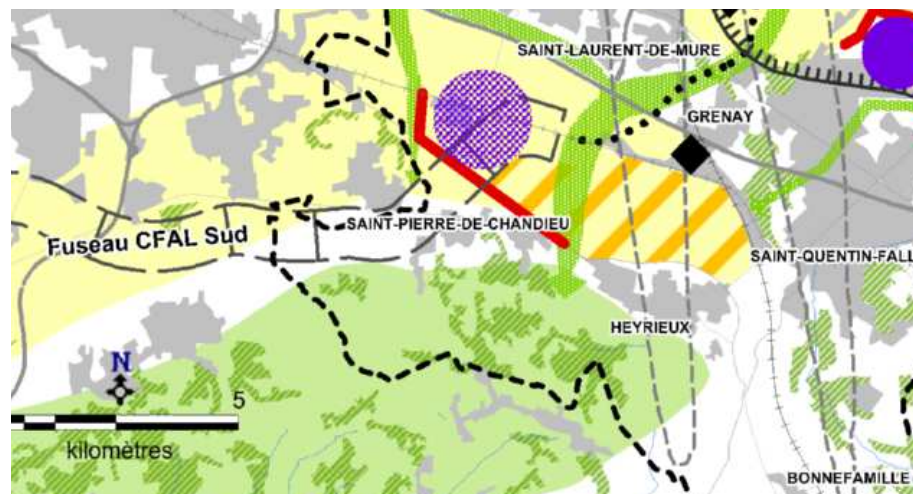 SAINT-LAURENT-DE-MURE
GRENAY
SAINT-PIERRE-DE-CHANDIEU
Fuseau CFAL Sud
SAINT-QUENTIN-FALL
HEYRIEUX
N
5
kilomètres
BONNEFAMILLE